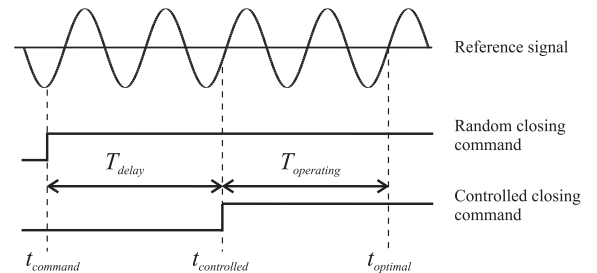 Reference signal
Random closing
command
T_delay
T_operating
Controlled closing
command
t_command
t_controlled
t_optimal